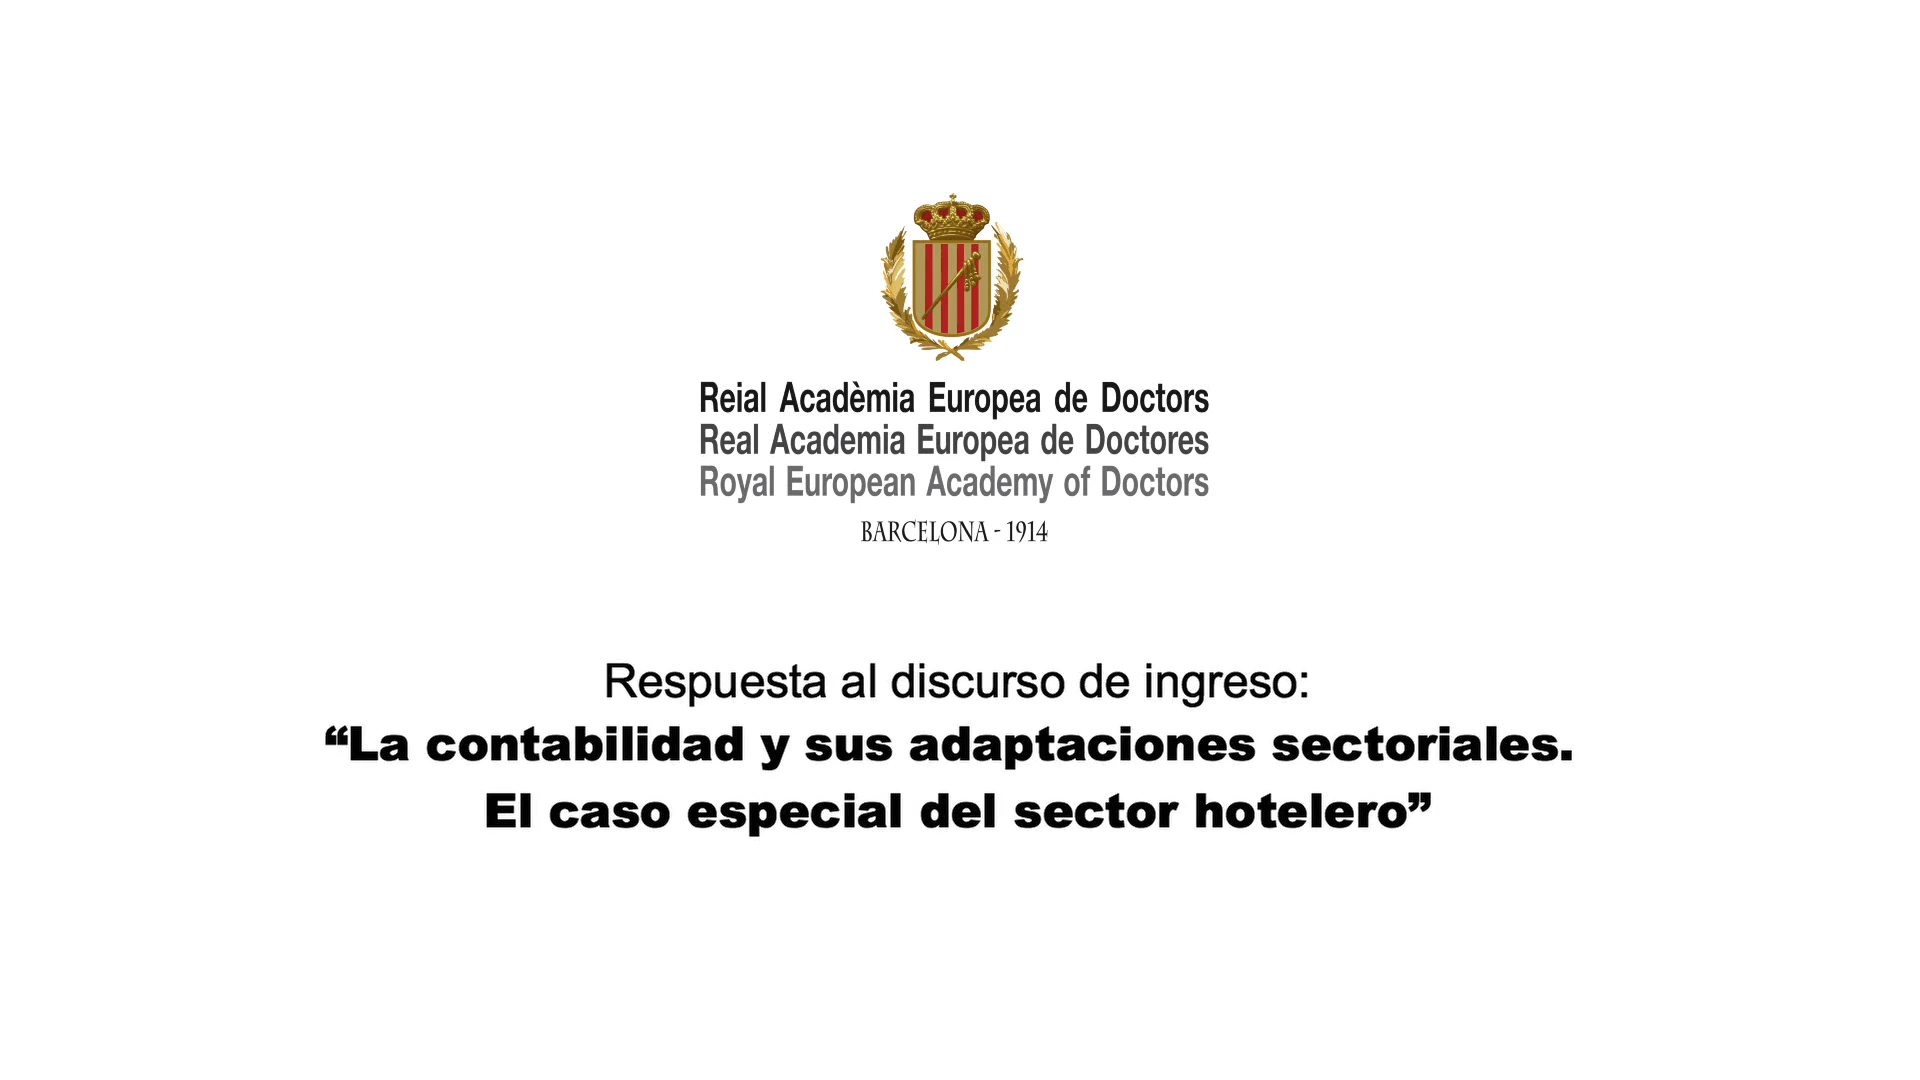 Reial Acadèmia Europea de Doctors
Real Academia Europea de Doctores
Royal European Academy of Doctors
BARCELONA - 1914
Respuesta al discurso de ingreso:
“La contabilidad y sus adaptaciones sectoriales.
El caso especial del sector hotelero”